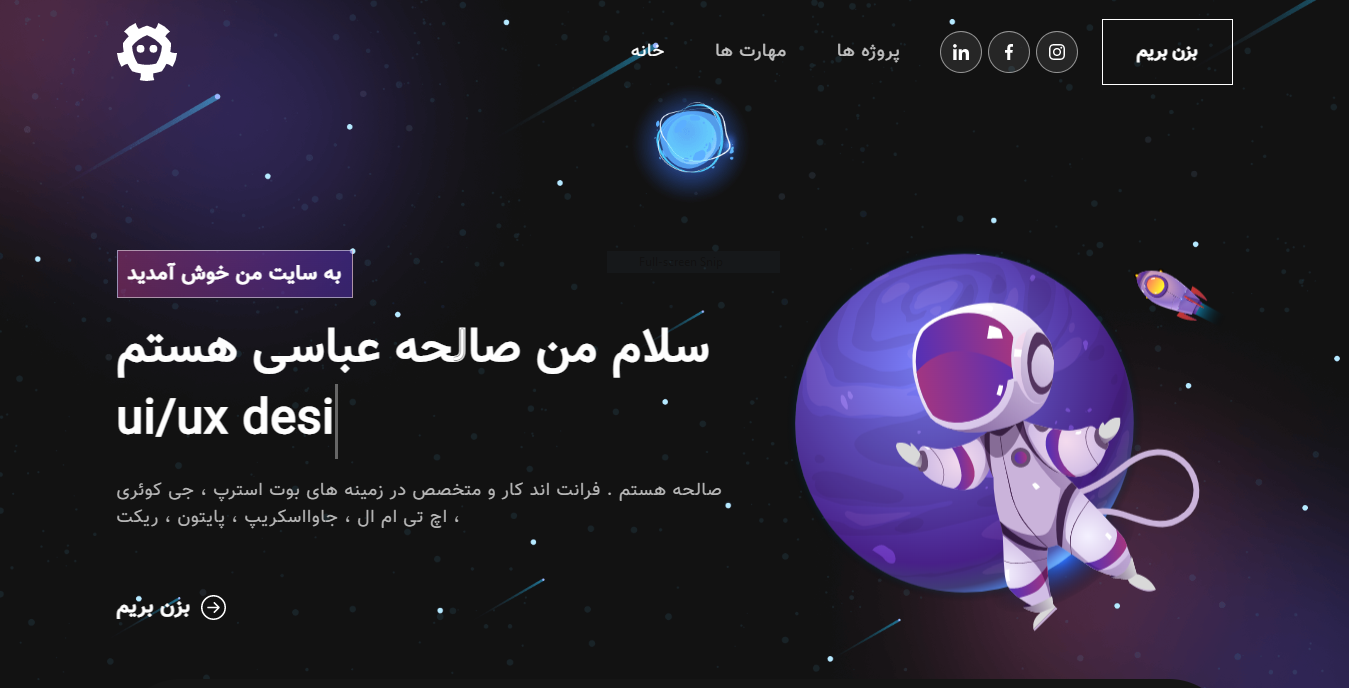 خانه
مهارت ها
پروژه ها
in
f
بزن بریم
به سایت من خوش آمدید
سلام من صالحه عباسی هستم
ui/ux desi
صالحه هستم . فرانت اند کار و متخصص در زمینه های بوت استرپ ، جی کوئری
، اچ تی ام ال ، جاوااسکریپ ، پایتون ، ریکت
بزن بریم